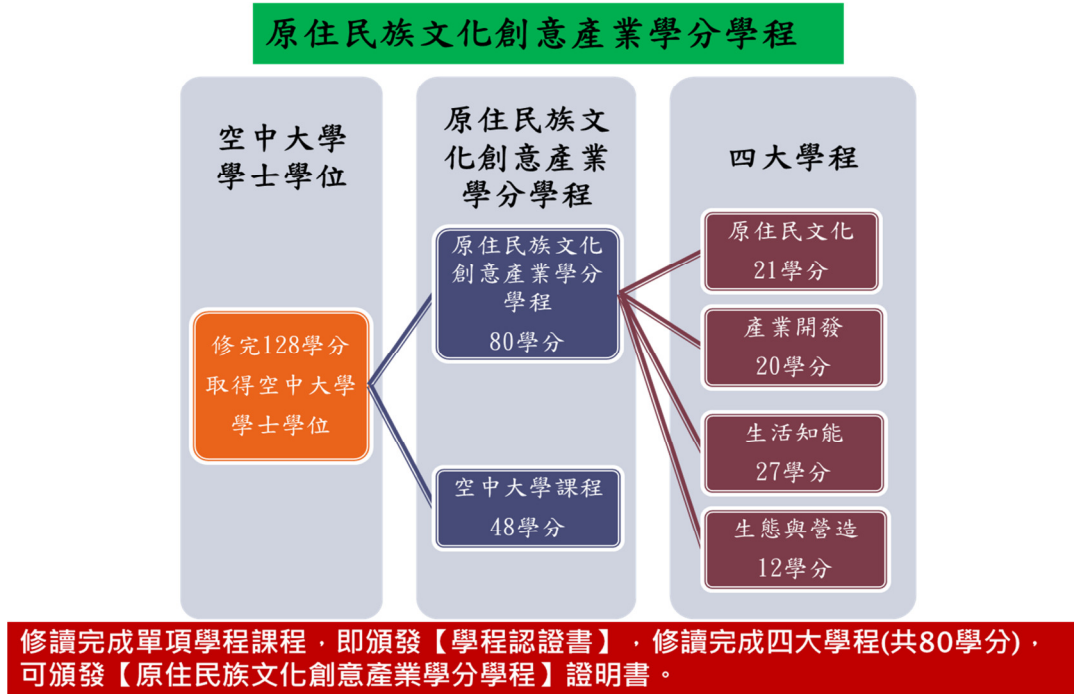 原住民族文化創意產業學分學程
空中大學
學士學位
修完128學分
取得空中大學
學士學位
原住民族文
化創意產業
學分學程
原住民族文化
創意產業學分
學程
80學分
空中大學課程
48學分
四大學程
原住民文化
21學分
產業開發
20學分
生活知能
27學分
生態與營造
12學分
修讀完成單項學程課程，即頒發【學程認證書】，修讀完成四大學程(共80學分)，
可頒發【原住民族文化創意產業學分學程】證明書。